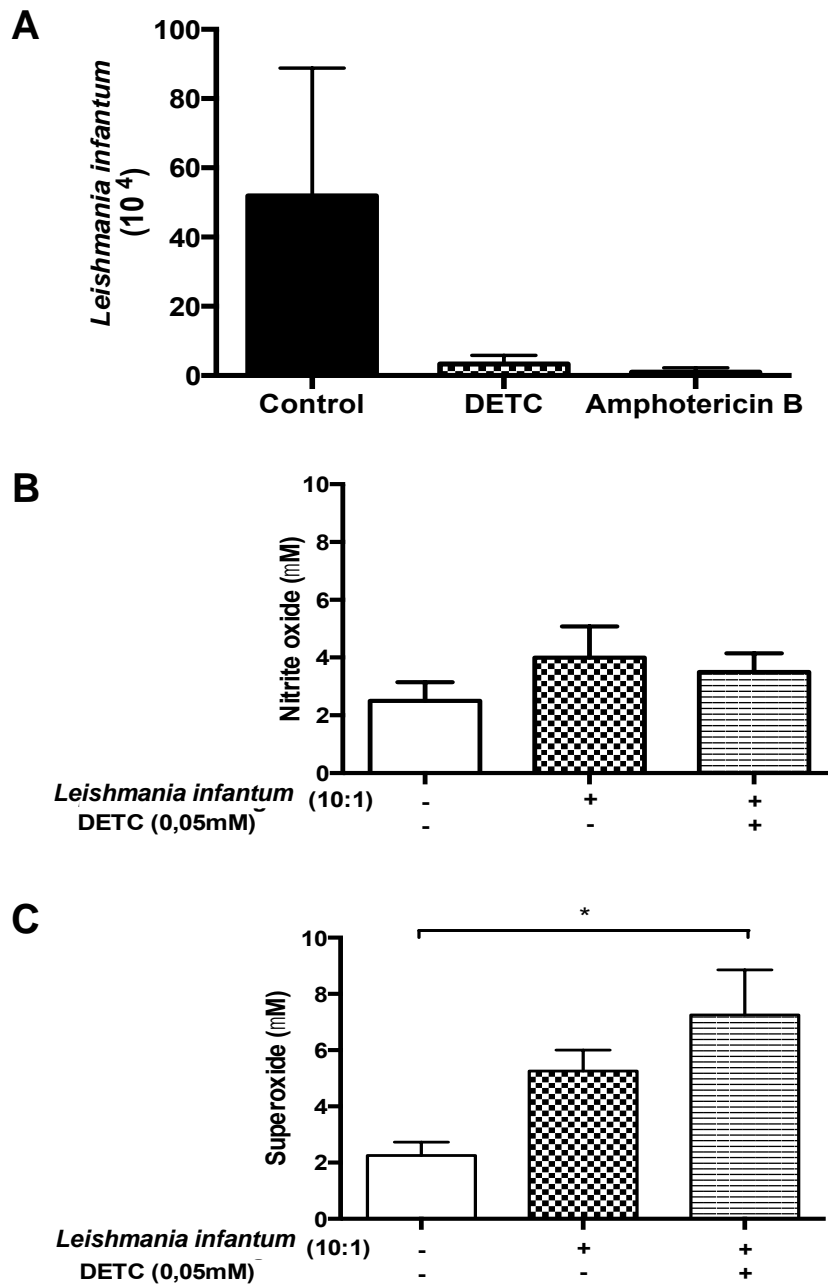 A
100
80
60
40
20
0
Leishmania infantum
(10 4)
Control DETC Amphotericin B
B
10
8
6
4
2
0
Nitrite oxide (mM)
Leishmania infantum (10:1) - + +
DETC (0,05mM) - - +
C
*
10
8
6
4
2
0
Superoxide (mM)
Leishmania infantum (10:1) - + +
DETC (0,05mM) - - +